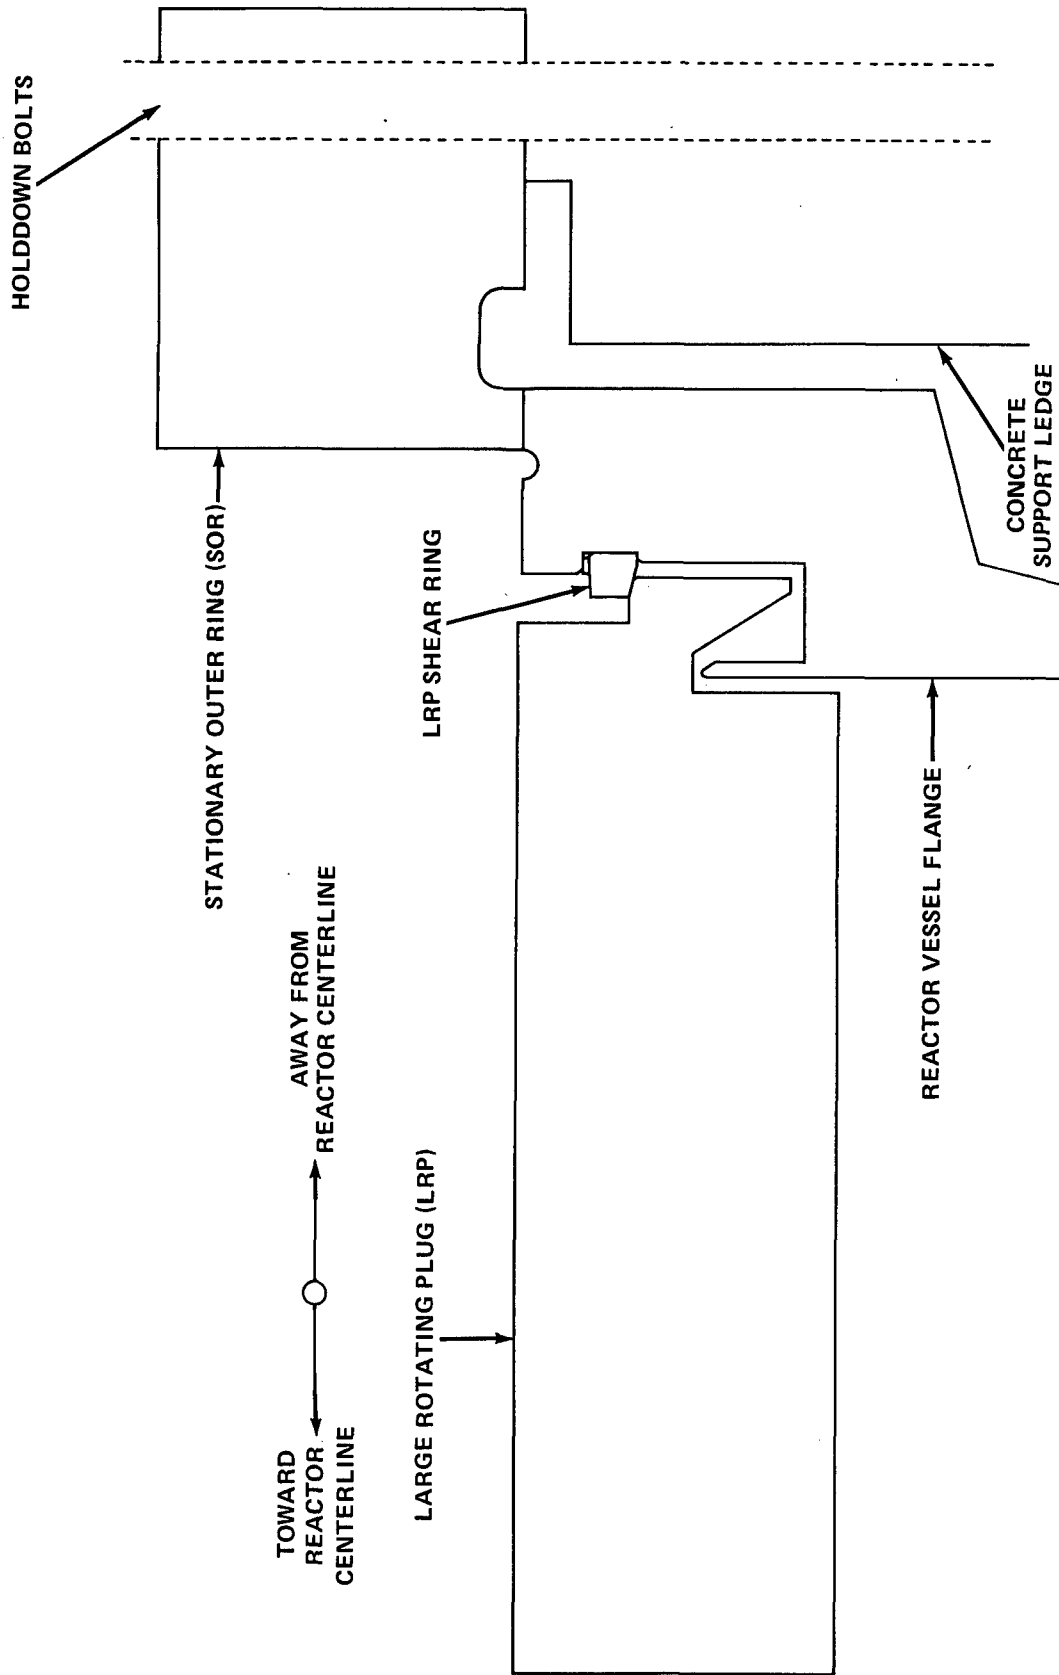 HOLDDOWN BOLTS
STATIONARY OUTER RING (SOR)
AWAY FROM
REACTOR CENTERLINE
TOWARD
REACTOR
CENTERLINE
LRP SHEAR RING
LARGE ROTATING PLUG (LRP)
CONCRETE
SUPPORT LEDGE
REACTOR VESSEL FLANGE